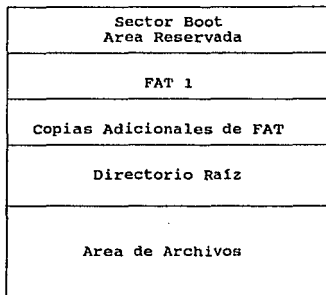 Sector Boot
Area Reservada
FAT 1
Copias Adicionales de FAT
Directorio Raíz
Area de Archivos